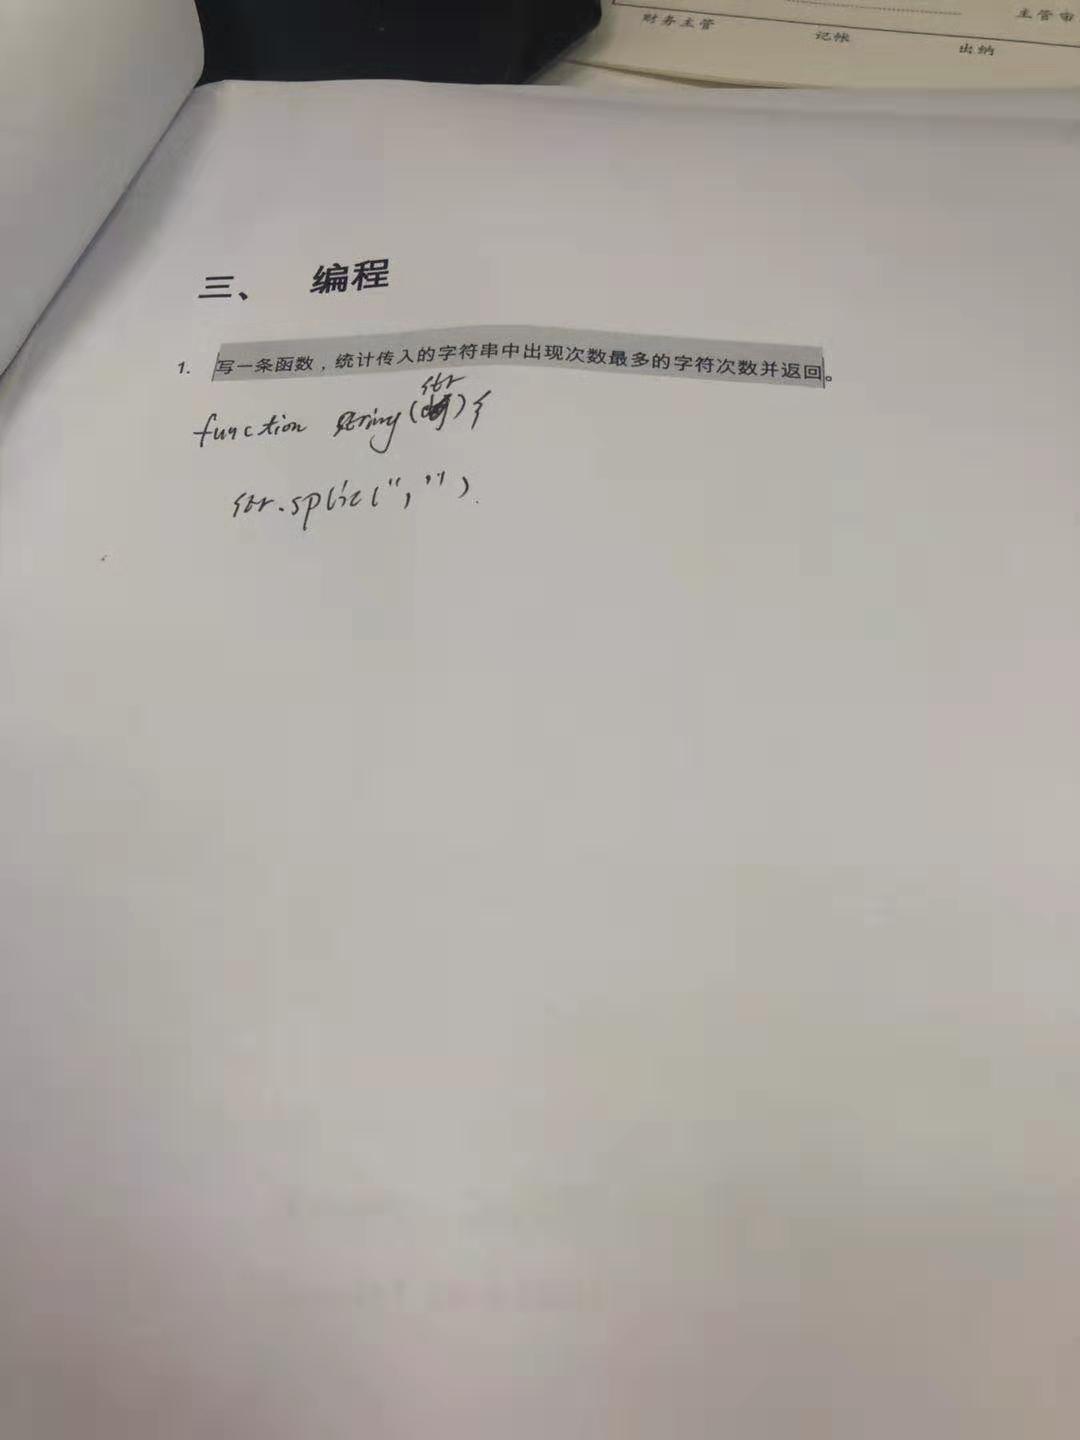 财务主管 记帐 出纳 主管审
三、 编程
1. 写一条函数，统计传入的字符串中出现次数最多的字符次数并返回。
str
function string( ){
str.split(",").